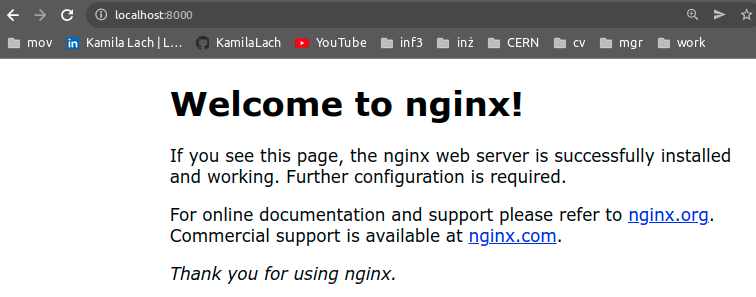 localhost:8000
mov Kamila Lach | L... KamilaLach YouTube inf3 inż CERN cv mgr work
Welcome to nginx!
If you see this page, the nginx web server is successfully installed
and working. Further configuration is required.
For online documentation and support please refer to nginx.org.
Commercial support is available at nginx.com.
Thank you for using nginx.